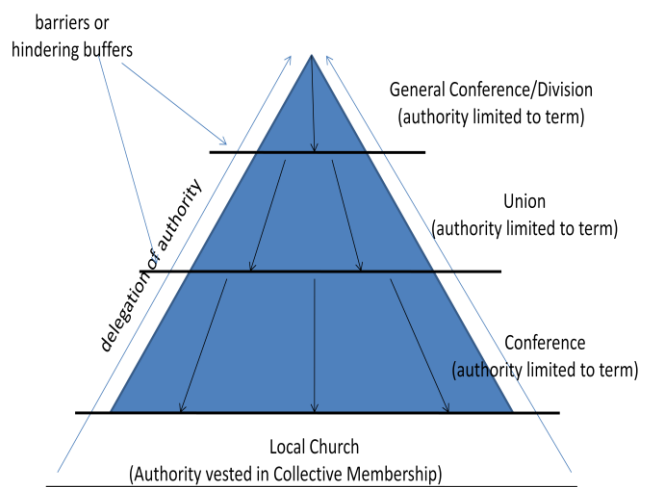 barriers or
hindering buffers
General Conference/Division
(authority limited to term)
delegation of authority
Union
(authority limited to term)
Conference
(authority limited to term)
Local Church
(Authority vested in Collective Membership)